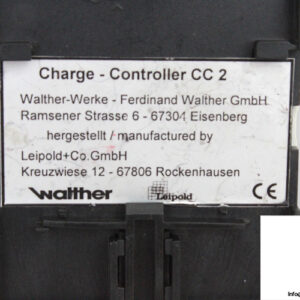 Charge - Controller CC 2
Walther-Werke - Ferdinand Walther GmbH
Ramsener Strasse 6 - 67304 Eisenberg
hergestellt / manufactured by
Leipold+Co.GmbH
Kreuzwiese 12 - 67806 Rockenhausen
walther Leipold CE